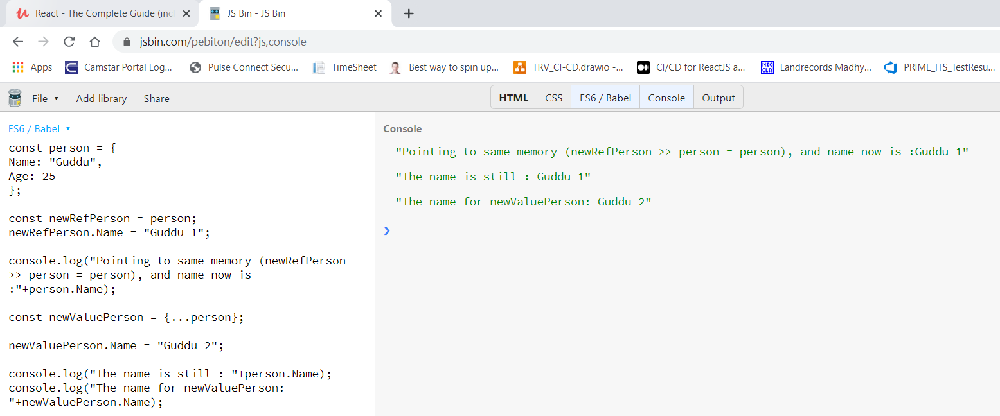 React - The Complete Guide (incl
JS Bin - JS Bin
jsbin.com/pebiton/edit?js,console
Apps
Camstar Portal Log...
Pulse Connect Secu...
TimeSheet
Best way to spin up...
TRV_CI-CD.drawio -...
CI/CD for ReactJS a...
NIC
CLR
Landrecords Madhy...
PRIME_ITS_TestResu...
File
Add library
Share
HTML
CSS
ES6 / Babel
Console
Output
ES6 / Babel
const person = {
Name: "Guddu",
Age: 25
};
const newRefPerson = person;
newRefPerson.Name = "Guddu 1";
console.log("Pointing to same memory (newRefPerson
>> person = person), and name now is
:"+person.Name);
const newValuePerson = {...person};
newValuePerson.Name = "Guddu 2";
console.log("The name is still : "+person.Name);
console.log("The name for newValuePerson:
"+newValuePerson.Name);
Console
"Pointing to same memory (newRefPerson >> person = person), and name now is :Guddu 1"
"The name is still : Guddu 1"
"The name for newValuePerson: Guddu 2"